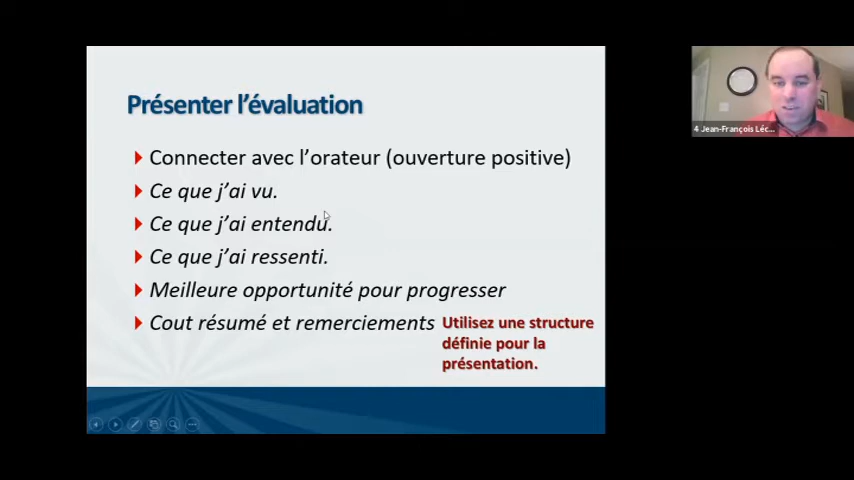 Présenter l'évaluation
Connecter avec l'orateur (ouverture positive)
Ce que j'ai vu.
Ce que j'ai entendu.
Ce que j'ai ressenti.
Meilleure opportunité pour progresser
Cout résumé et remerciements
Utilisez une structure
définie pour la
présentation.
4 Jean-François Léc...